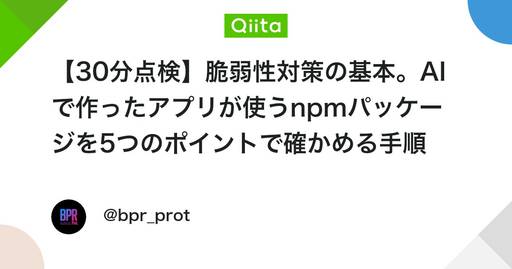 Qiita
【30分点検】脆弱性対策の基本。AI
で作ったアプリが使うnpmパッケー
ジを5つのポイントで確かめる手順
BPR
@bpr_prot